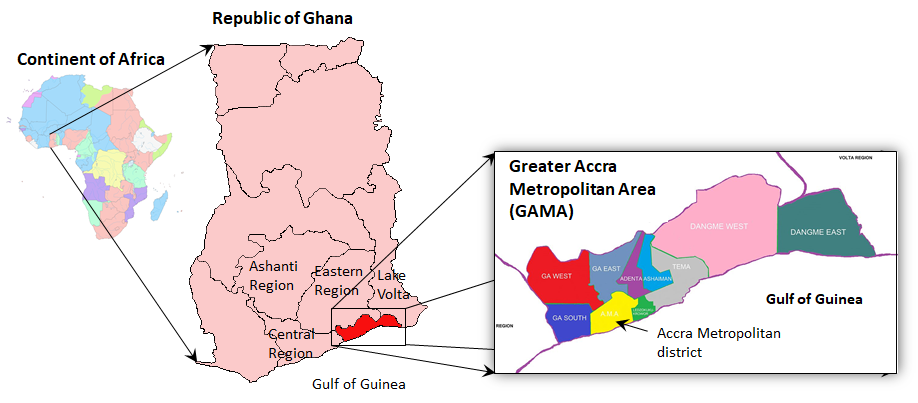 Republic of Ghana
Continent of Africa
Ashanti
Region
Eastern
Region
Lake
Volta
Central
Region
Gulf of Guinea
Greater Accra
Metropolitan Area
(GAMA)
VOLTA REGION
DANGME WEST
DANGME EAST
GA WEST
GA EAST
TEMA
ADENTA
ASHAIMAN
GA SOUTH
A.M.A
REGION
Gulf of Guinea
Accra Metropolitan
district